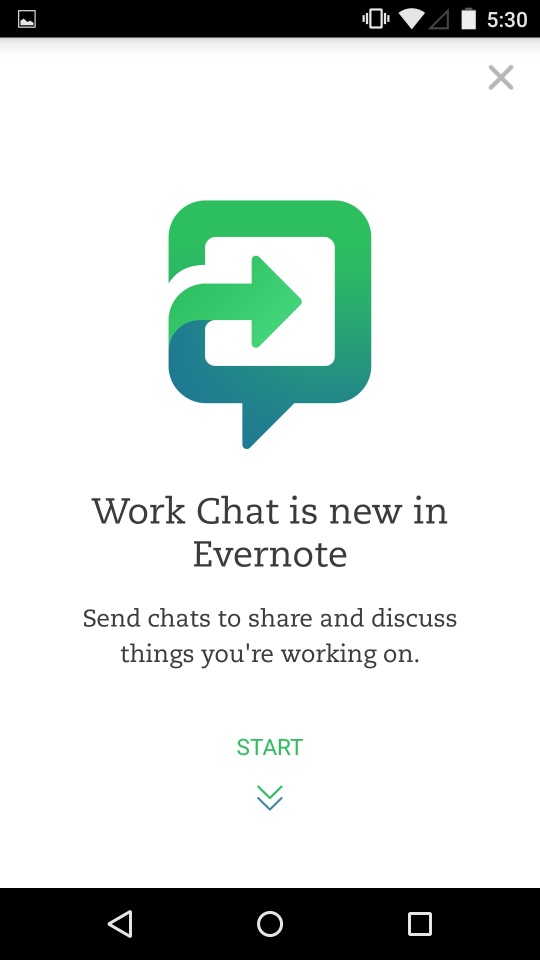 5:30
Work Chat is new in
Evernote
Send chats to share and discuss
things you're working on.
START